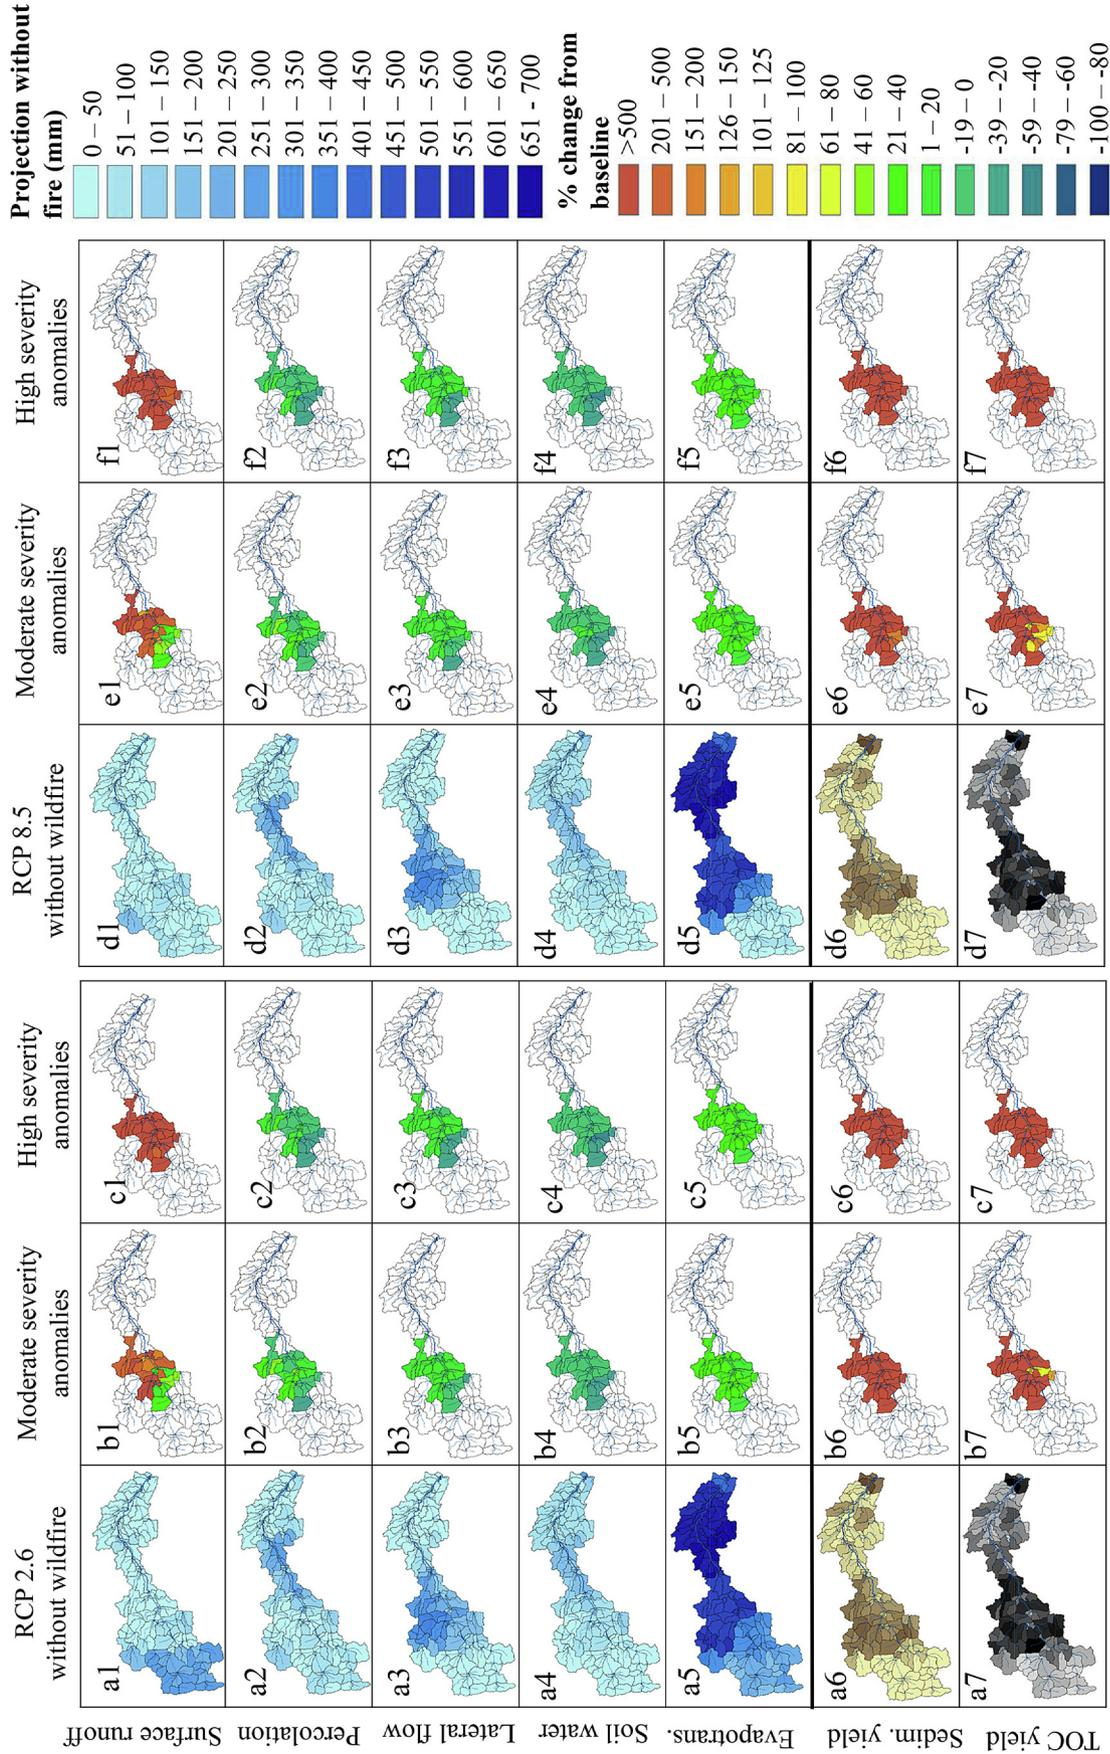 RCP 2.6
without wildfire
Moderate severity
anomalies
High severity
anomalies
RCP 8.5
without wildfire
Moderate severity
anomalies
High severity
anomalies
Surface runoff
a1
b1
c1
d1
e1
f1
Percolation
a2
b2
c2
d2
e2
f2
Lateral flow
a3
b3
c3
d3
e3
f3
Soil water
a4
b4
c4
d4
e4
f4
Evapotrans.
a5
b5
c5
d5
e5
f5
Sedim. yield
a6
b6
c6
d6
e6
f6
TOC yield
a7
b7
c7
d7
e7
f7
Projection without
fire (mm)
0 – 50
51 – 100
101 – 150
151 – 200
201 – 250
251 – 300
301 – 350
351 – 400
401 – 450
451 – 500
501 – 550
551 – 600
601 – 650
651 - 700
% change from
baseline
>500
201 – 500
151 – 200
126 – 150
101 – 125
81 – 100
61 – 80
41 – 60
21 – 40
1 – 20
-19 – 0
-39 – -20
-59 – -40
-79 – -60
-100 – -80